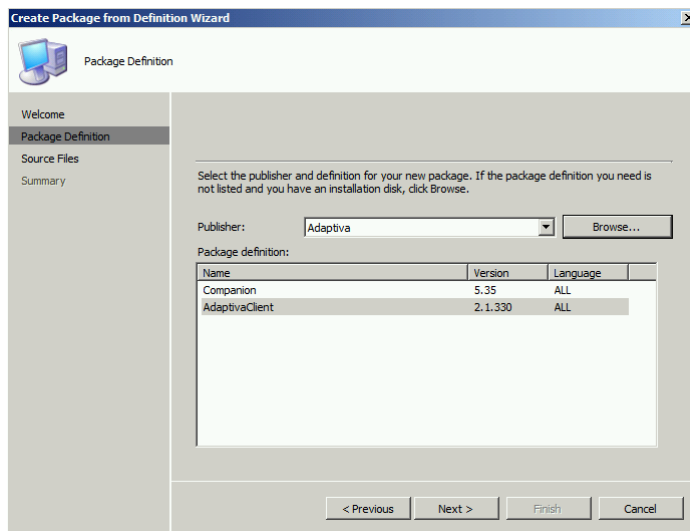 Create Package from Definition Wizard
Package Definition
Welcome
Package Definition
Source Files
Summary
Select the publisher and definition for your new package. If the package definition you need is
not listed and you have an installation disk, click Browse.
Publisher: Adaptiva Browse...
Package definition:
Name Version Language
Companion 5.35 ALL
AdaptivaClient 2.1.330 ALL
< Previous Next > Finish Cancel